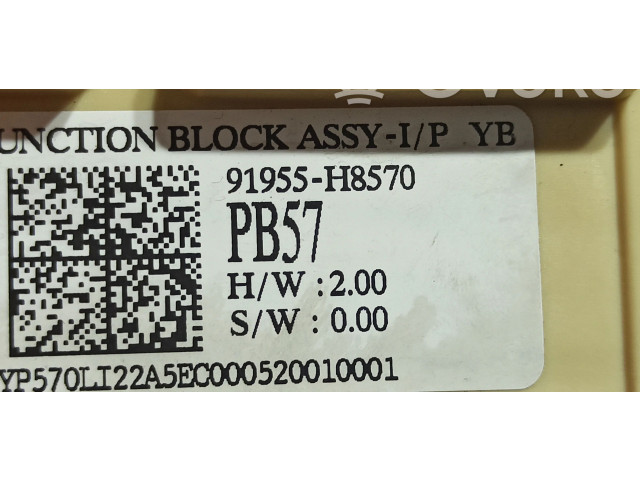 UNCTION BLOCK ASSY-I/P YB
91955-H8570
PB57
H/W : 2.00
S/W : 0.00
YP570LI22A5EC000520010001